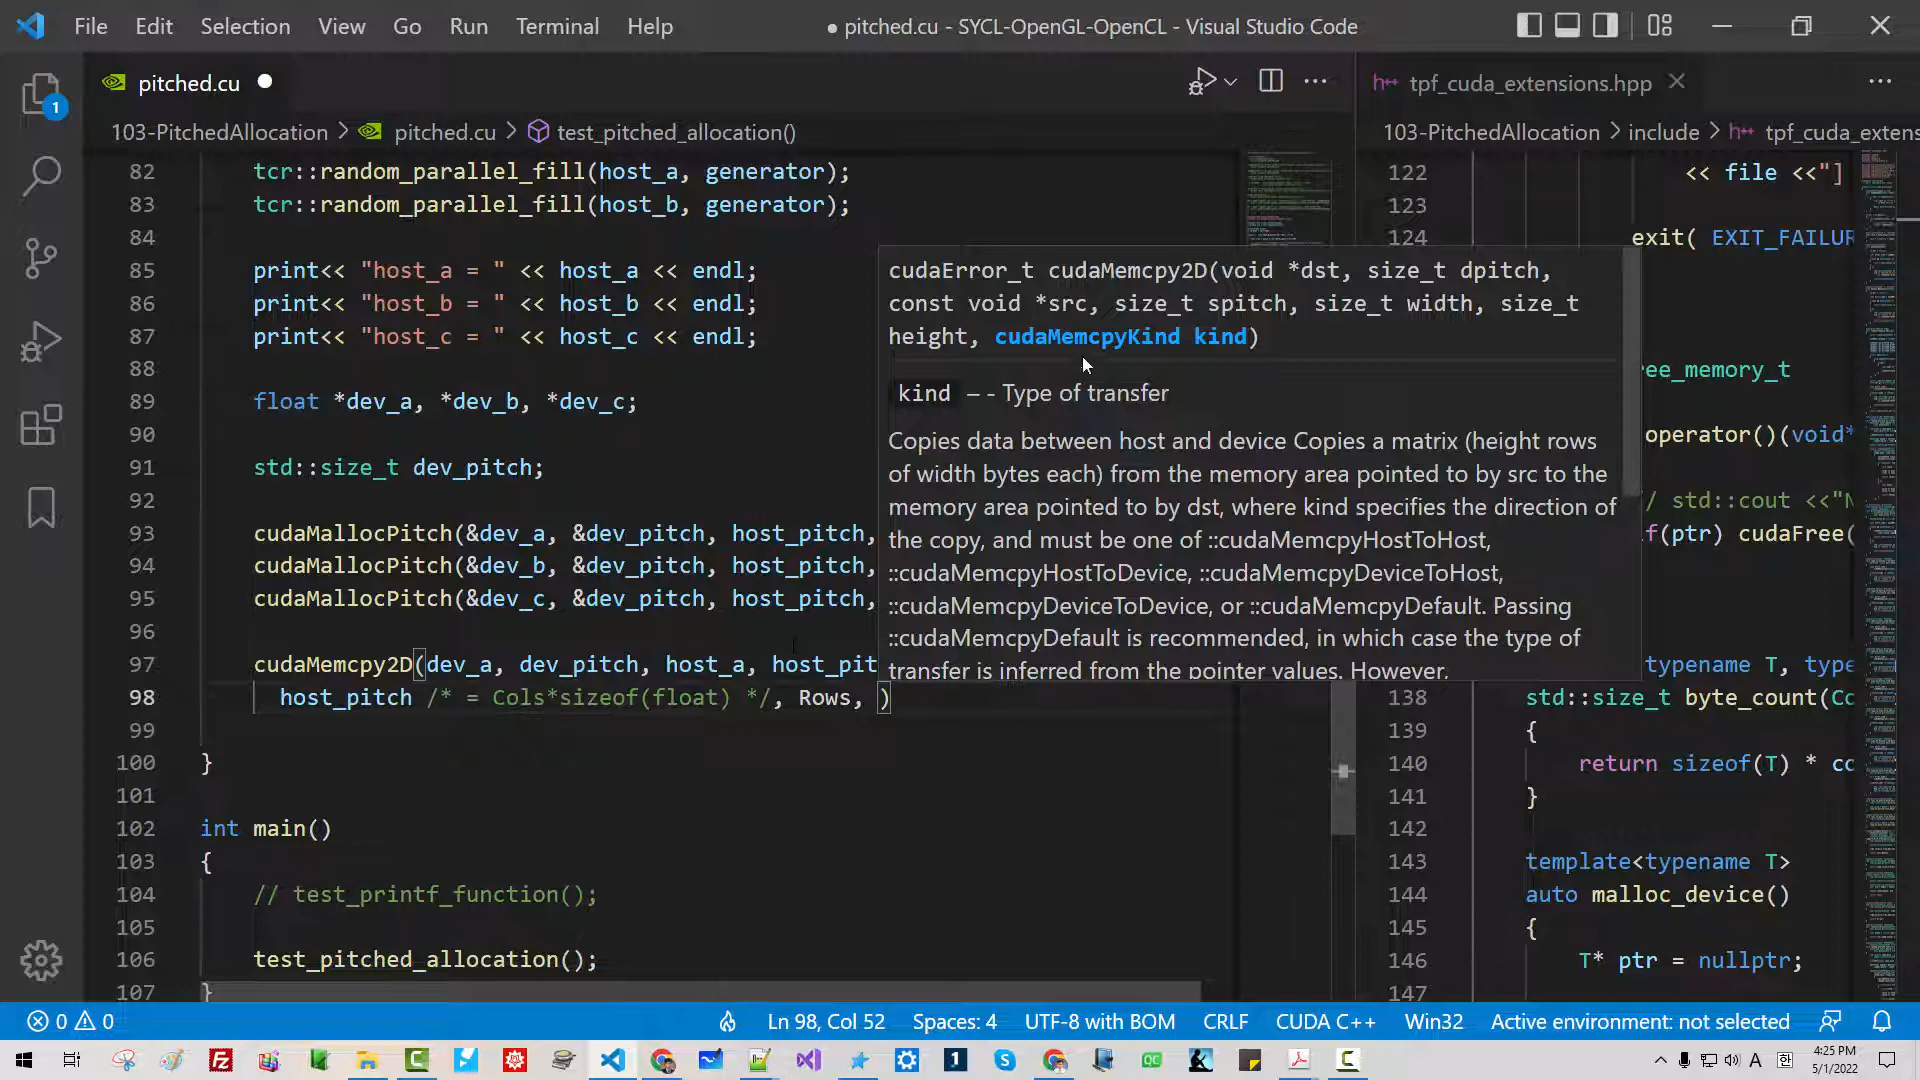 File Edit Selection View Go Run Terminal Help
● pitched.cu - SYCL-OpenGL-OpenCL - Visual Studio Code
pitched.cu
103-PitchedAllocation > pitched.cu > test_pitched_allocation()
82 tcr::random_parallel_fill(host_a, generator);
83 tcr::random_parallel_fill(host_b, generator);
84
85 print<< "host_a = " << host_a << endl;
86 print<< "host_b = " << host_b << endl;
87 print<< "host_c = " << host_c << endl;
88
89 float *dev_a, *dev_b, *dev_c;
90
91 std::size_t dev_pitch;
92
93 cudaMallocPitch(&dev_a, &dev_pitch, host_pitch,
94 cudaMallocPitch(&dev_b, &dev_pitch, host_pitch,
95 cudaMallocPitch(&dev_c, &dev_pitch, host_pitch,
96
97 cudaMemcpy2D(dev_a, dev_pitch, host_a, host_pit
98 host_pitch /* = Cols*sizeof(float) */, Rows, )
99
100 }
101
102 int main()
103 {
104 // test_printf_function();
105
106 test_pitched_allocation();
107 }
cudaError_t cudaMemcpy2D(void *dst, size_t dpitch,
const void *src, size_t spitch, size_t width, size_t
height, cudaMemcpyKind kind)
kind — - Type of transfer
Copies data between host and device Copies a matrix (height rows
of width bytes each) from the memory area pointed to by src to the
memory area pointed to by dst, where kind specifies the direction of
the copy, and must be one of ::cudaMemcpyHostToHost,
::cudaMemcpyHostToDevice, ::cudaMemcpyDeviceToHost,
::cudaMemcpyDeviceToDevice, or ::cudaMemcpyDefault. Passing
::cudaMemcpyDefault is recommended, in which case the type of
transfer is inferred from the pointer values. However,
tpf_cuda_extensions.hpp
103-PitchedAllocation > include > tpf_cuda_extens
122 << file <<"]
123
124 exit( EXIT_FAILUR
ee_memory_t
operator()(void*
// std::cout <<"N
f(ptr) cudaFree(
typename T, type
138 std::size_t byte_count(Co
139 {
140 return sizeof(T) * co
141 }
142
143 template<typename T>
144 auto malloc_device()
145 {
146 T* ptr = nullptr;
147
1
0 0
Ln 98, Col 52 Spaces: 4 UTF-8 with BOM CRLF CUDA C++ Win32 Active environment: not selected
A 한 4:25 PM
5/1/2022